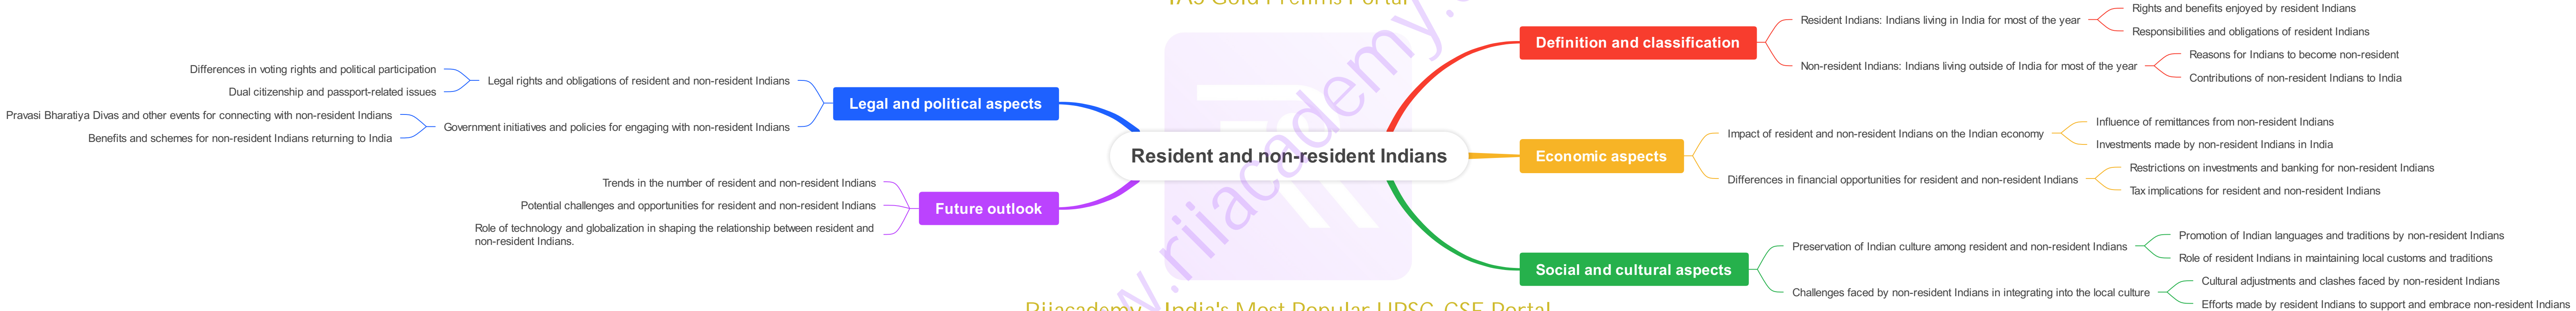 IAS Gold Prelims Portal
Resident and non-resident Indians
Definition and classification
Resident Indians: Indians living in India for most of the year
Rights and benefits enjoyed by resident Indians
Responsibilities and obligations of resident Indians
Non-resident Indians: Indians living outside of India for most of the year
Reasons for Indians to become non-resident
Contributions of non-resident Indians to India
Economic aspects
Impact of resident and non-resident Indians on the Indian economy
Influence of remittances from non-resident Indians
Investments made by non-resident Indians in India
Differences in financial opportunities for resident and non-resident Indians
Restrictions on investments and banking for non-resident Indians
Tax implications for resident and non-resident Indians
Social and cultural aspects
Preservation of Indian culture among resident and non-resident Indians
Promotion of Indian languages and traditions by non-resident Indians
Role of resident Indians in maintaining local customs and traditions
Challenges faced by non-resident Indians in integrating into the local culture
Cultural adjustments and clashes faced by non-resident Indians
Efforts made by resident Indians to support and embrace non-resident Indians
Legal and political aspects
Legal rights and obligations of resident and non-resident Indians
Differences in voting rights and political participation
Dual citizenship and passport-related issues
Government initiatives and policies for engaging with non-resident Indians
Pravasi Bharatiya Divas and other events for connecting with non-resident Indians
Benefits and schemes for non-resident Indians returning to India
Future outlook
Trends in the number of resident and non-resident Indians
Potential challenges and opportunities for resident and non-resident Indians
Role of technology and globalization in shaping the relationship between resident and
non-resident Indians.
w.riiacademy.
Riiacademy - India's Most Popular UPSC-CSE Portal